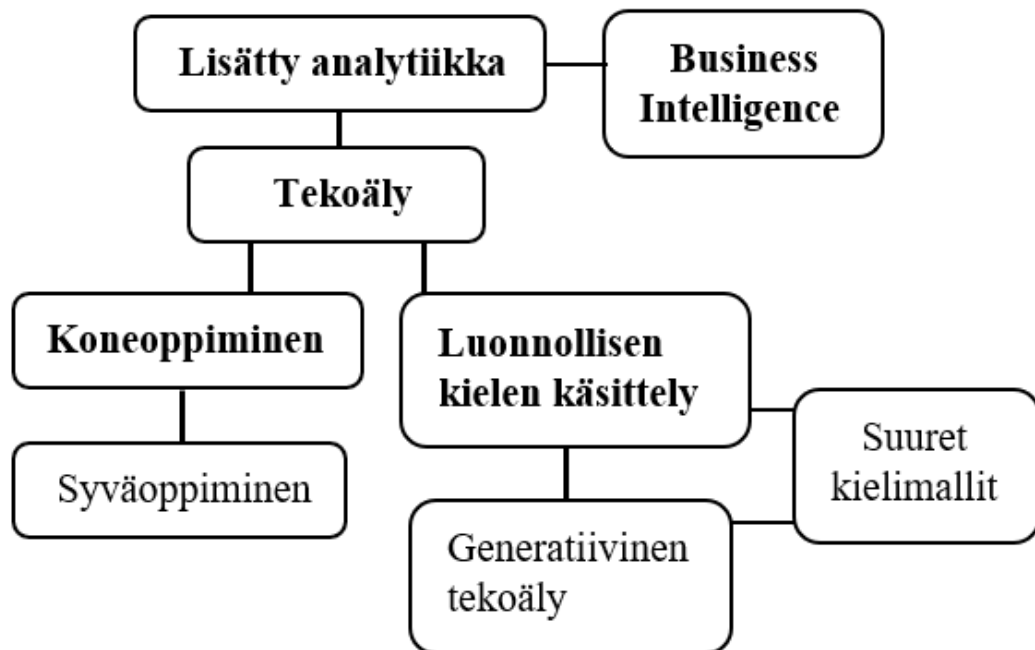 Lisätty analytiikka
Business
Intelligence
Tekoäly
Koneoppiminen
Luonnollisen
kielen käsittely
Suuret
kielimallit
Syväoppiminen
Generatiivinen
tekoäly